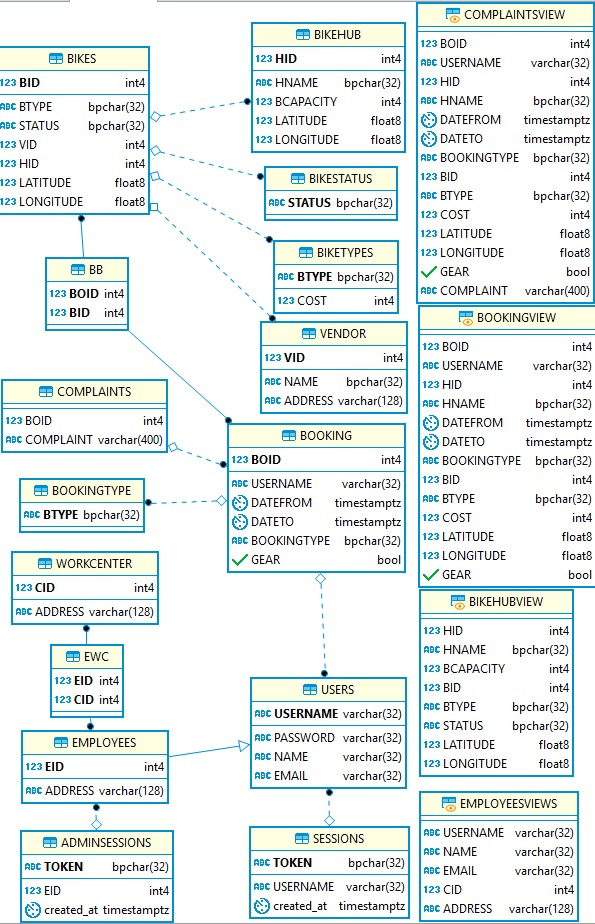 BIKES
123 BID int4
ABC BTYPE bpchar(32)
ABC STATUS bpchar(32)
123 VID int4
123 HID int4
123 LATITUDE float8
123 LONGITUDE float8
BIKEHUB
123 HID int4
ABC HNAME bpchar(32)
123 BCAPACITY int4
123 LATITUDE float8
123 LONGITUDE float8
BIKESTATUS
ABC STATUS bpchar(32)
BIKETYPES
ABC BTYPE bpchar(32)
123 COST int4
BB
123 BOID int4
123 BID int4
VENDOR
123 VID int4
ABC NAME bpchar(32)
ABC ADDRESS varchar(128)
COMPLAINTS
123 BOID int4
ABC COMPLAINT varchar(400)
BOOKING
123 BOID int4
ABC USERNAME varchar(32)
DATEFROM timestamptz
DATETO timestamptz
ABC BOOKINGTYPE bpchar(32)
GEAR bool
BOOKINGTYPE
ABC BTYPE bpchar(32)
WORKCENTER
123 CID int4
ABC ADDRESS varchar(128)
EWC
123 EID int4
123 CID int4
EMPLOYEES
123 EID int4
ABC ADDRESS varchar(128)
USERS
ABC USERNAME varchar(32)
ABC PASSWORD varchar(32)
ABC NAME varchar(32)
ABC EMAIL varchar(32)
ADMINSESSIONS
ABC TOKEN bpchar(32)
123 EID int4
created_at timestamptz
SESSIONS
ABC TOKEN bpchar(32)
ABC USERNAME varchar(32)
created_at timestamptz
COMPLAINTSVIEW
123 BOID int4
ABC USERNAME varchar(32)
123 HID int4
ABC HNAME bpchar(32)
DATEFROM timestamptz
DATETO timestamptz
ABC BOOKINGTYPE bpchar(32)
123 BID int4
ABC BTYPE bpchar(32)
123 COST int4
123 LATITUDE float8
123 LONGITUDE float8
GEAR bool
ABC COMPLAINT varchar(400)
BOOKINGVIEW
123 BOID int4
ABC USERNAME varchar(32)
123 HID int4
ABC HNAME bpchar(32)
DATEFROM timestamptz
DATETO timestamptz
ABC BOOKINGTYPE bpchar(32)
123 BID int4
ABC BTYPE bpchar(32)
123 COST int4
123 LATITUDE float8
123 LONGITUDE float8
GEAR bool
BIKEHUBVIEW
123 HID int4
ABC HNAME bpchar(32)
123 BCAPACITY int4
123 BID int4
ABC BTYPE bpchar(32)
ABC STATUS bpchar(32)
123 LATITUDE float8
123 LONGITUDE float8
EMPLOYEESVIEWS
ABC USERNAME varchar(32)
ABC NAME varchar(32)
ABC EMAIL varchar(32)
123 CID int4
ABC ADDRESS varchar(128)